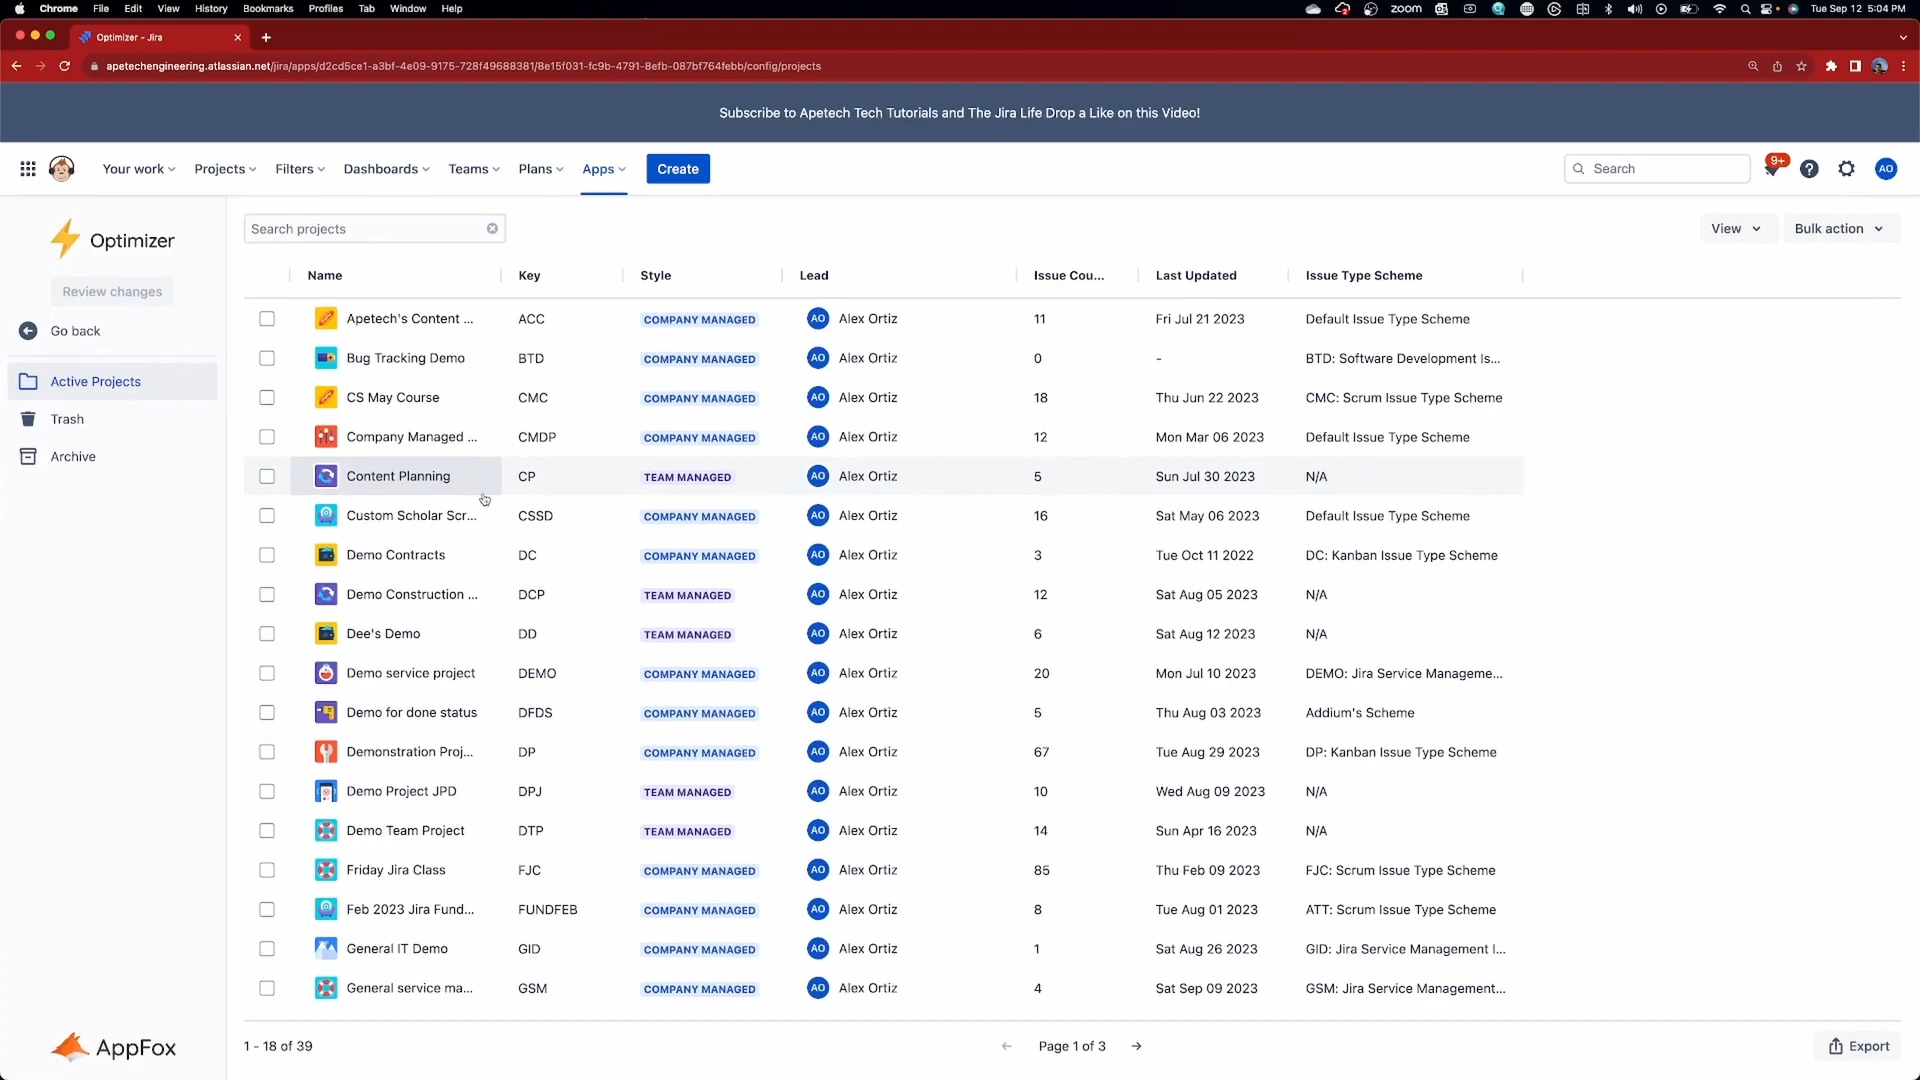 Chrome File Edit View History Bookmarks Profiles Tab Window Help zoom Tue Sep 12 5:04 PM
Optimizer - Jira
apetechengineering.atlassian.net/jira/apps/d2cd5ce1-a3bf-4e09-9175-728f49688381/8e15f031-fc9b-4791-8efb-087bf764febb/config/projects
Subscribe to Apetech Tech Tutorials and The Jira Life Drop a Like on this Video!
Your work Projects Filters Dashboards Teams Plans Apps Create Search 9+ AO
Optimizer
Review changes
Go back
Active Projects
Trash
Archive
AppFox
Search projects View Bulk action
Name Key Style Lead Issue Cou... Last Updated Issue Type Scheme
Apetech's Content ... ACC COMPANY MANAGED AO Alex Ortiz 11 Fri Jul 21 2023 Default Issue Type Scheme
Bug Tracking Demo BTD COMPANY MANAGED AO Alex Ortiz 0 - BTD: Software Development Is...
CS May Course CMC COMPANY MANAGED AO Alex Ortiz 18 Thu Jun 22 2023 CMC: Scrum Issue Type Scheme
Company Managed ... CMDP COMPANY MANAGED AO Alex Ortiz 12 Mon Mar 06 2023 Default Issue Type Scheme
Content Planning CP TEAM MANAGED AO Alex Ortiz 5 Sun Jul 30 2023 N/A
Custom Scholar Scr... CSSD COMPANY MANAGED AO Alex Ortiz 16 Sat May 06 2023 Default Issue Type Scheme
Demo Contracts DC COMPANY MANAGED AO Alex Ortiz 3 Tue Oct 11 2022 DC: Kanban Issue Type Scheme
Demo Construction ... DCP TEAM MANAGED AO Alex Ortiz 12 Sat Aug 05 2023 N/A
Dee's Demo DD TEAM MANAGED AO Alex Ortiz 6 Sat Aug 12 2023 N/A
Demo service project DEMO COMPANY MANAGED AO Alex Ortiz 20 Mon Jul 10 2023 DEMO: Jira Service Manageme...
Demo for done status DFDS COMPANY MANAGED AO Alex Ortiz 5 Thu Aug 03 2023 Addium's Scheme
Demonstration Proj... DP COMPANY MANAGED AO Alex Ortiz 67 Tue Aug 29 2023 DP: Kanban Issue Type Scheme
Demo Project JPD DPJ TEAM MANAGED AO Alex Ortiz 10 Wed Aug 09 2023 N/A
Demo Team Project DTP TEAM MANAGED AO Alex Ortiz 14 Sun Apr 16 2023 N/A
Friday Jira Class FJC COMPANY MANAGED AO Alex Ortiz 85 Thu Feb 09 2023 FJC: Scrum Issue Type Scheme
Feb 2023 Jira Fund... FUNDFEB COMPANY MANAGED AO Alex Ortiz 8 Tue Aug 01 2023 ATT: Scrum Issue Type Scheme
General IT Demo GID COMPANY MANAGED AO Alex Ortiz 1 Sat Aug 26 2023 GID: Jira Service Management I...
General service ma... GSM COMPANY MANAGED AO Alex Ortiz 4 Sat Sep 09 2023 GSM: Jira Service Management...
1 - 18 of 39 Page 1 of 3 Export